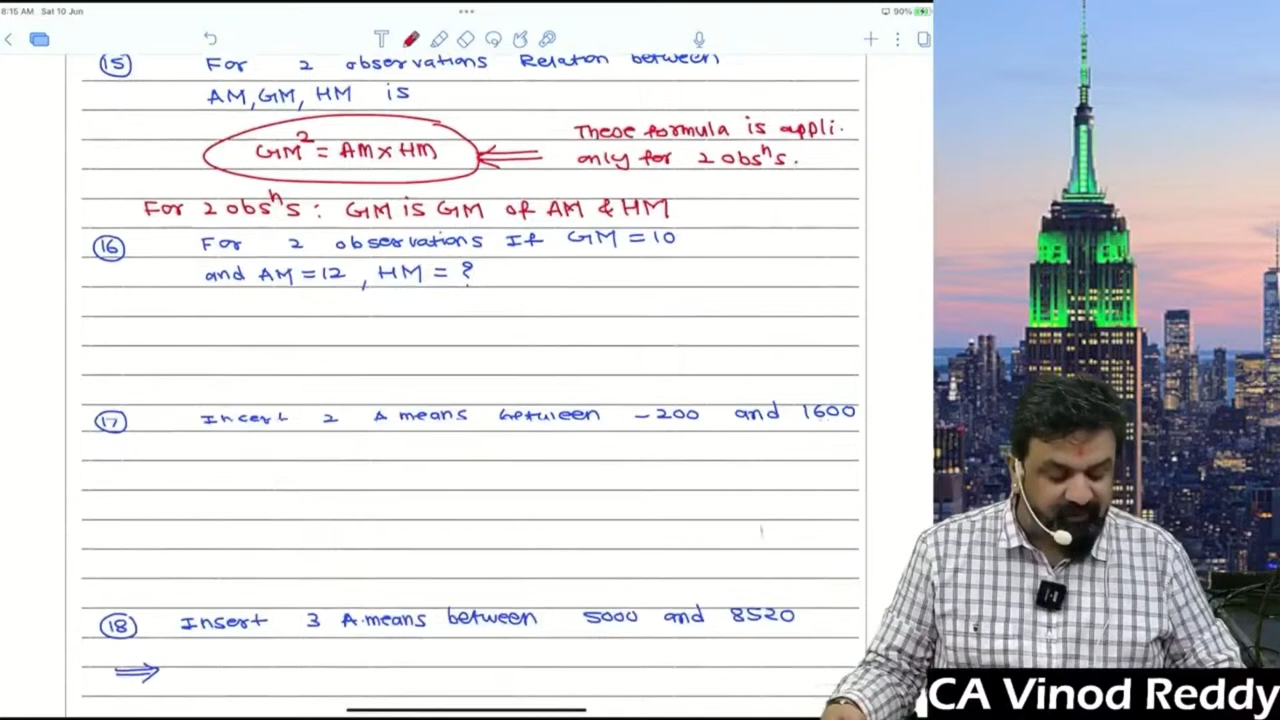 8:15 AM Sat 10 Jun
90%
15 For 2 observations Relation between
AM, GM, HM is
GM² = AM × HM
These formula is appli.
only for 2 obsⁿs.
For 2 obsⁿs : GM is GM of AM & HM
16 For 2 observations If GM = 10
and AM = 12 , HM = ?
17 Insert 2 A means between – 200 and 1600
18 Insert 3 A.means between 5000 and 8520
⇒
CA Vinod Reddy